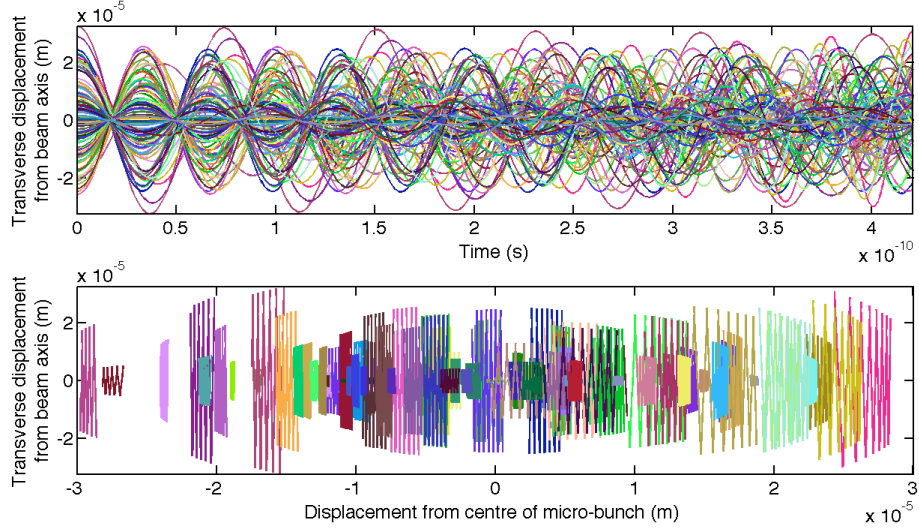 x 10^-5
Transverse displacement
from beam axis (m)
2
0
-2
0 0.5 1 1.5 2 2.5 3 3.5 4
Time (s)
x 10^-10
x 10^-5
Transverse displacement
from beam axis (m)
2
0
-2
-3 -2 -1 0 1 2 3
Displacement from centre of micro-bunch (m)
x 10^-5